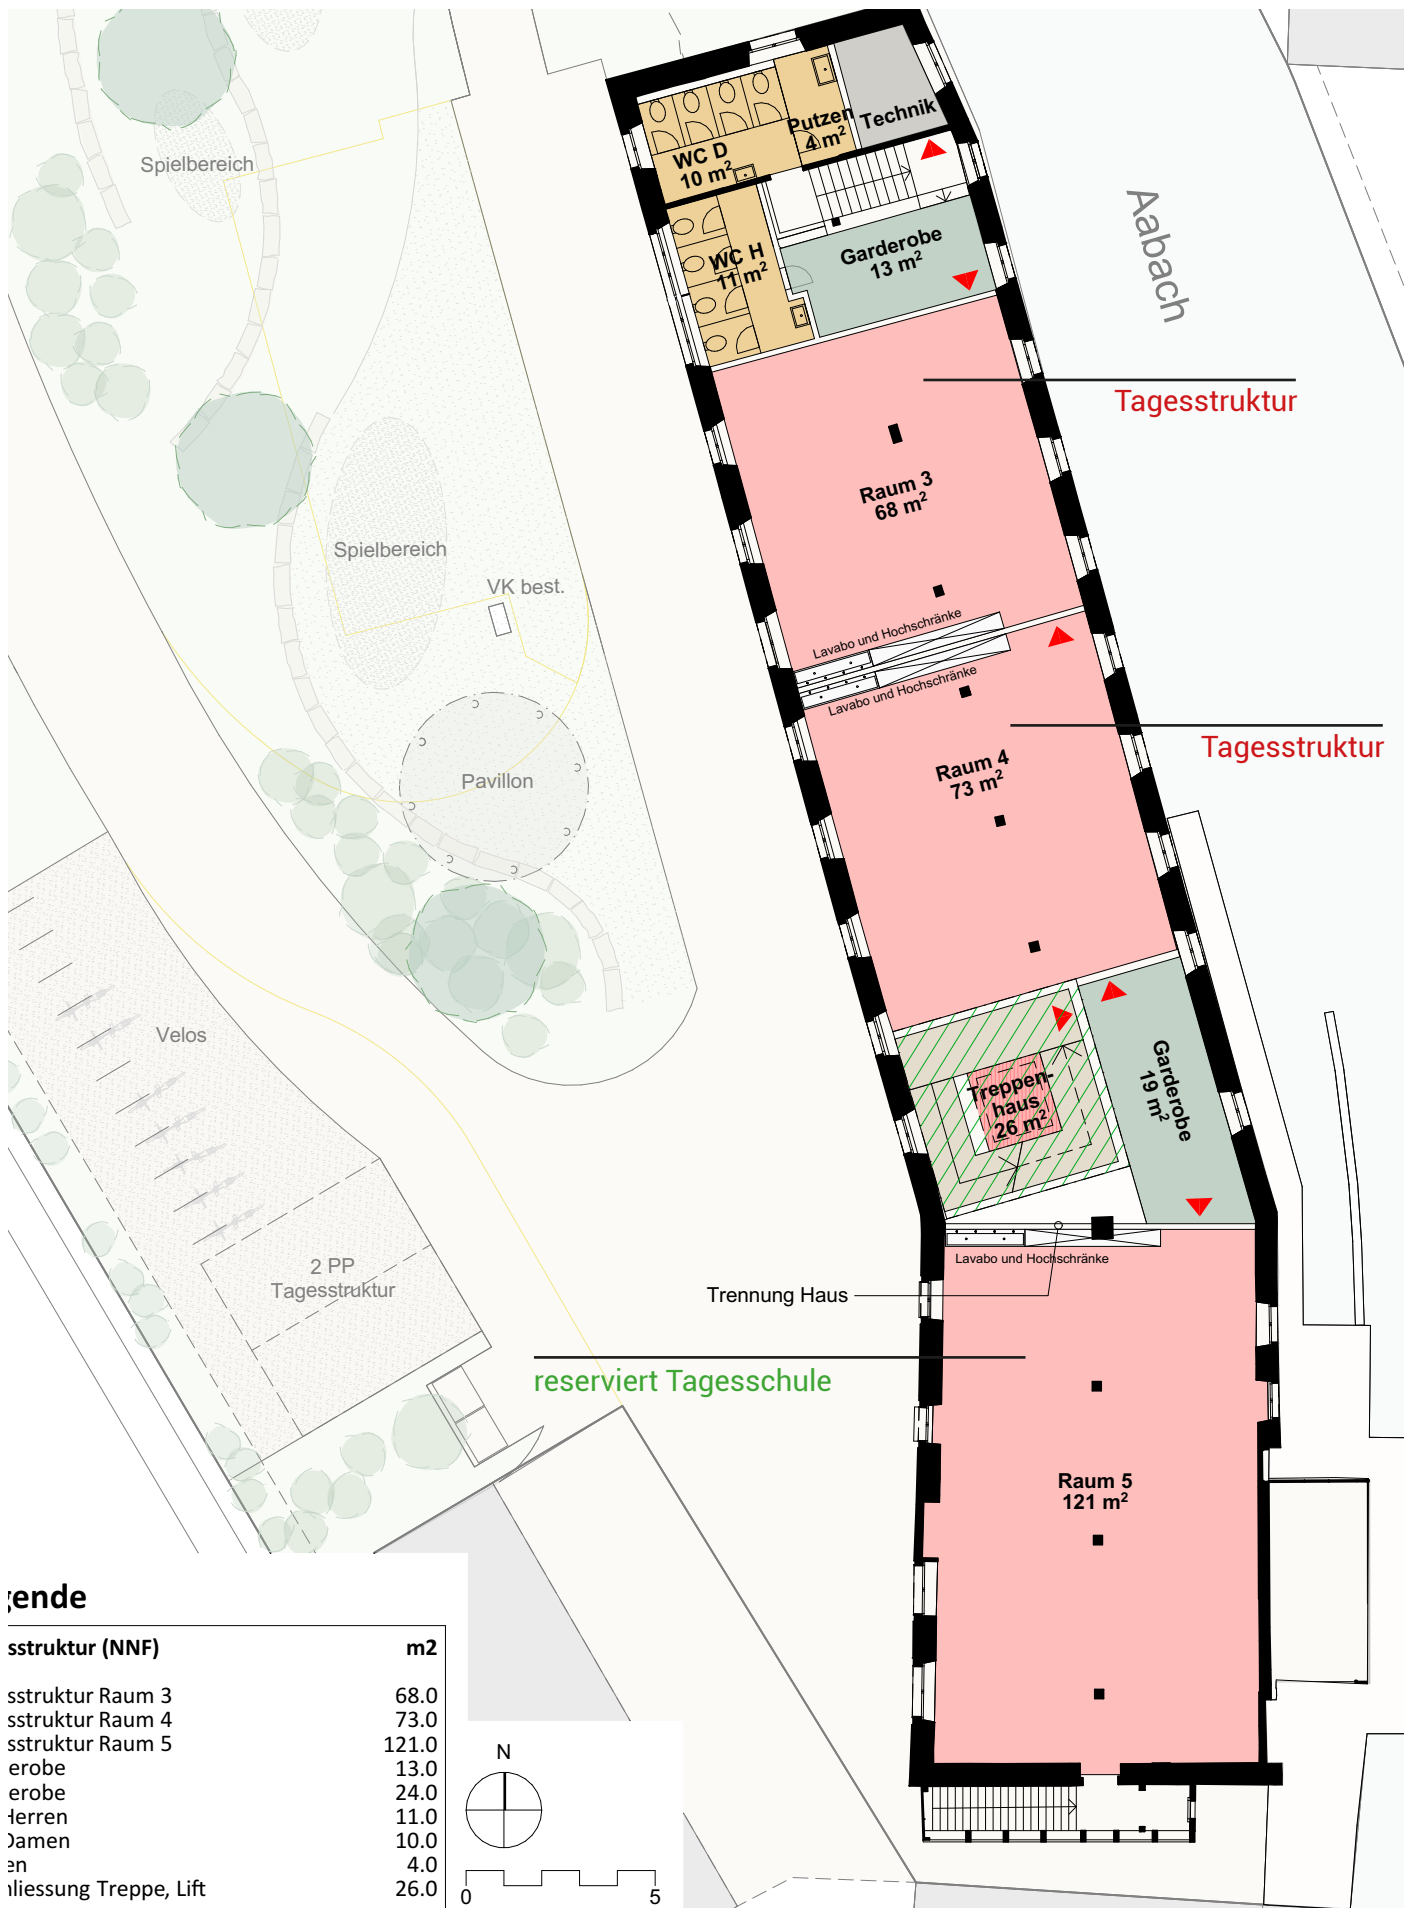 Spielbereich
Putzen
4 m²
Technik
WC D
10 m²
Aabach
WC H
11 m²
Garderobe
13 m²
Tagesstruktur
Raum 3
68 m²
Spielbereich
VK best.
Lavabo und Hochschränke
Lavabo und Hochschränke
Tagesstruktur
Raum 4
73 m²
Pavillon
Velos
Garderobe
19 m²
Treppen-
haus
26 m²
2 PP
Tagesstruktur
Lavabo und Hochschränke
Trennung Haus
reserviert Tagesschule
Raum 5
121 m²
gende
sstruktur (NNF) m2
sstruktur Raum 3 68.0
sstruktur Raum 4 73.0
sstruktur Raum 5 121.0
erobe 13.0
erobe 24.0
Herren 11.0
Damen 10.0
en 4.0
hliessung Treppe, Lift 26.0
N
0 5